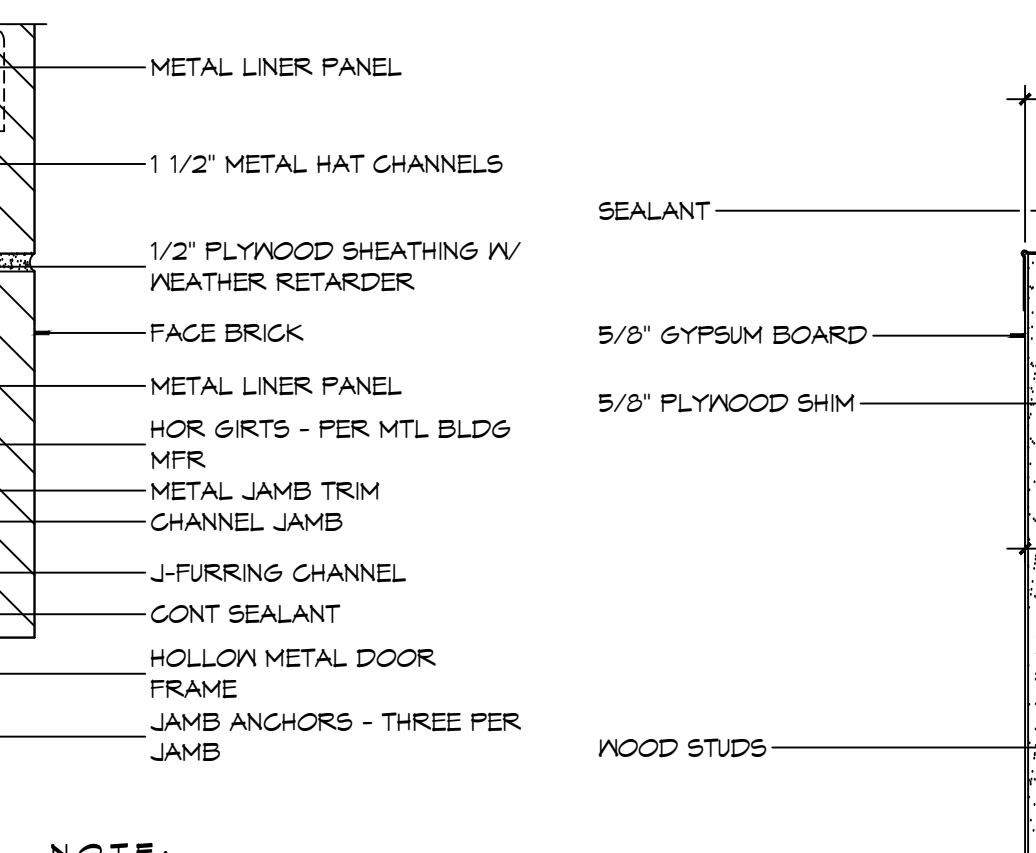 METAL LINER PANEL
1 1/2" METAL HAT CHANNELS
1/2" PLYWOOD SHEATHING W/
WEATHER RETARDER
FACE BRICK
METAL LINER PANEL
HOR GIRTS - PER MTL BLDG
MFR
METAL JAMB TRIM
CHANNEL JAMB
J-FURRING CHANNEL
CONT SEALANT
HOLLOW METAL DOOR
FRAME
JAMB ANCHORS - THREE PER
JAMB
NOTE:
SEALANT
5/8" GYPSUM BOARD
5/8" PLYWOOD SHIM
WOOD STUDS